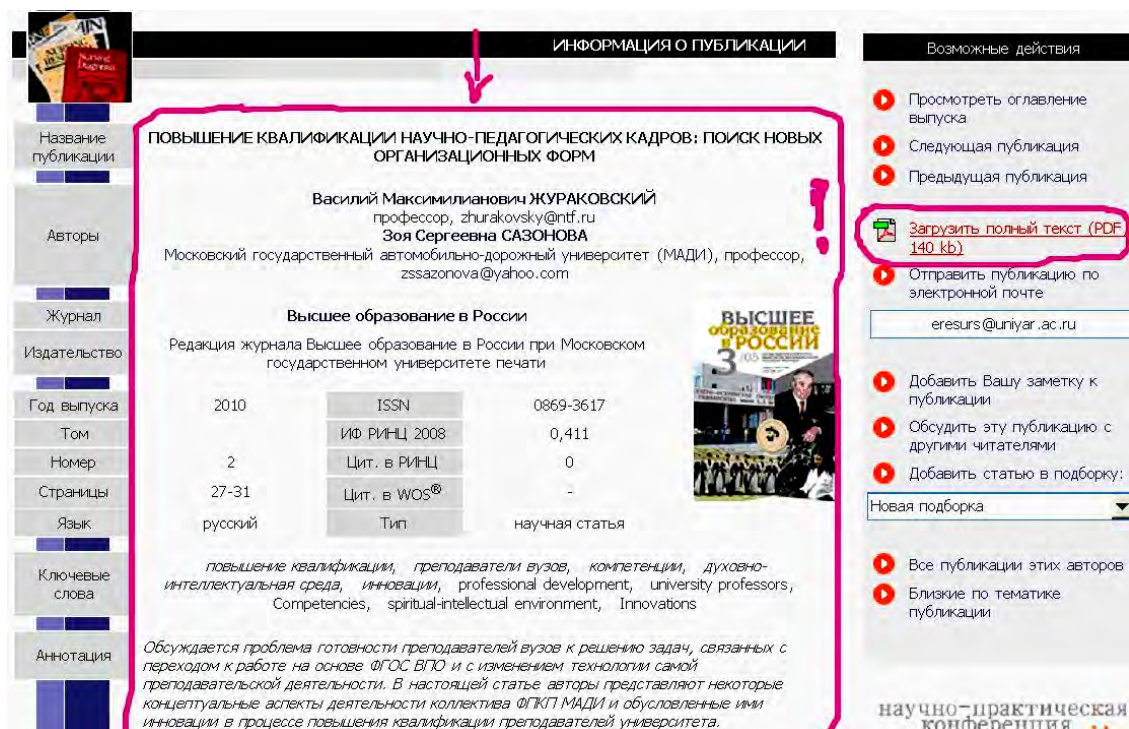 ИНФОРМАЦИЯ О ПУБЛИКАЦИИ
Название публикации
ПОВЫШЕНИЕ КВАЛИФИКАЦИИ НАУЧНО-ПЕДАГОГИЧЕСКИХ КАДРОВ: ПОИСК НОВЫХ
ОРГАНИЗАЦИОННЫХ ФОРМ
Авторы
Василий Максимилианович ЖУРАКОВСКИЙ
профессор, zhurakovsky@ntf.ru
Зоя Сергеевна САЗОНОВА
Московский государственный автомобильно-дорожный университет (МАДИ), профессор,
zssazonova@yahoo.com
Журнал
Высшее образование в России
Издательство
Редакция журнала Высшее образование в России при Московском
государственном университете печати
ВЫСШЕЕ
образование
в РОССИИ
3 /05
Год выпуска 2010 ISSN 0869-3617
Том ИФ РИНЦ 2008 0,411
Номер 2 Цит. в РИНЦ 0
Страницы 27-31 Цит. в WOS® -
Язык русский Тип научная статья
Ключевые
слова
повышение квалификации, преподаватели вузов, компетенции, духовно-
интеллектуальная среда, инновации, professional development, university professors,
Competencies, spiritual-intellectual environment, Innovations
Аннотация
Обсуждается проблема готовности преподавателей вузов к решению задач, связанных с
переходом к работе на основе ФГОС ВПО и с изменением технологии самой
преподавательской деятельности. В настоящей статье авторы представляют некоторые
концептуальные аспекты деятельности коллектива ФПКП МАДИ и обусловленные ими
инновации в процессе повышения квалификации преподавателей университета.
Возможные действия
Просмотреть оглавление
выпуска
Следующая публикация
Предыдущая публикация
Загрузить полный текст (PDF,
140 kb)
Отправить публикацию по
электронной почте
eresurs@uniyar.ac.ru
Добавить Вашу заметку к
публикации
Обсудить эту публикацию с
другими читателями
Добавить статью в подборку:
Новая подборка
Все публикации этих авторов
Близкие по тематике
публикации
научно-практическая
конференция